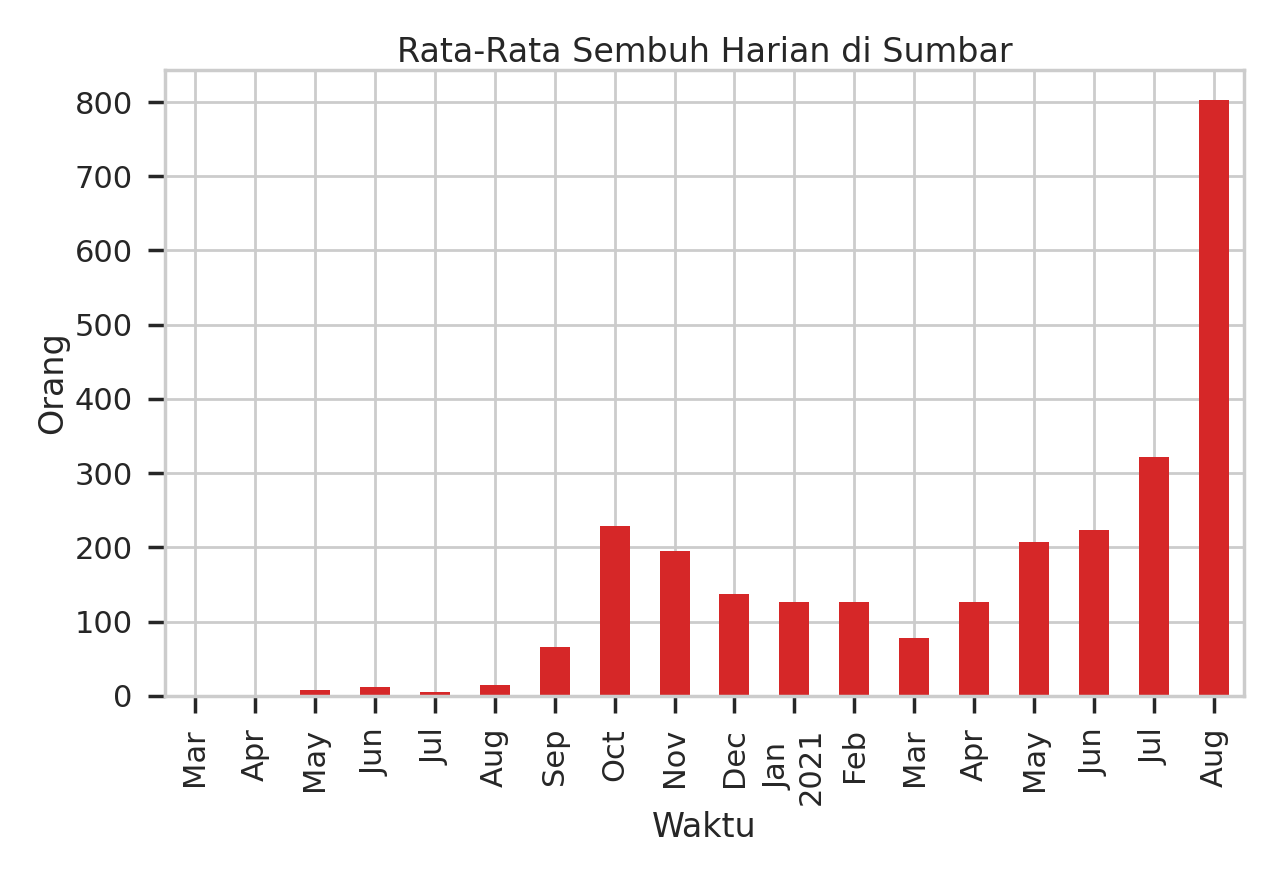 Rata-Rata Sembuh Harian di Sumbar
Orang
800
700
600
500
400
300
200
100
0
Mar
Apr
May
Jun
Jul
Aug
Sep
Oct
Nov
Dec
Jan
2021
Feb
Mar
Apr
May
Jun
Jul
Aug
Waktu